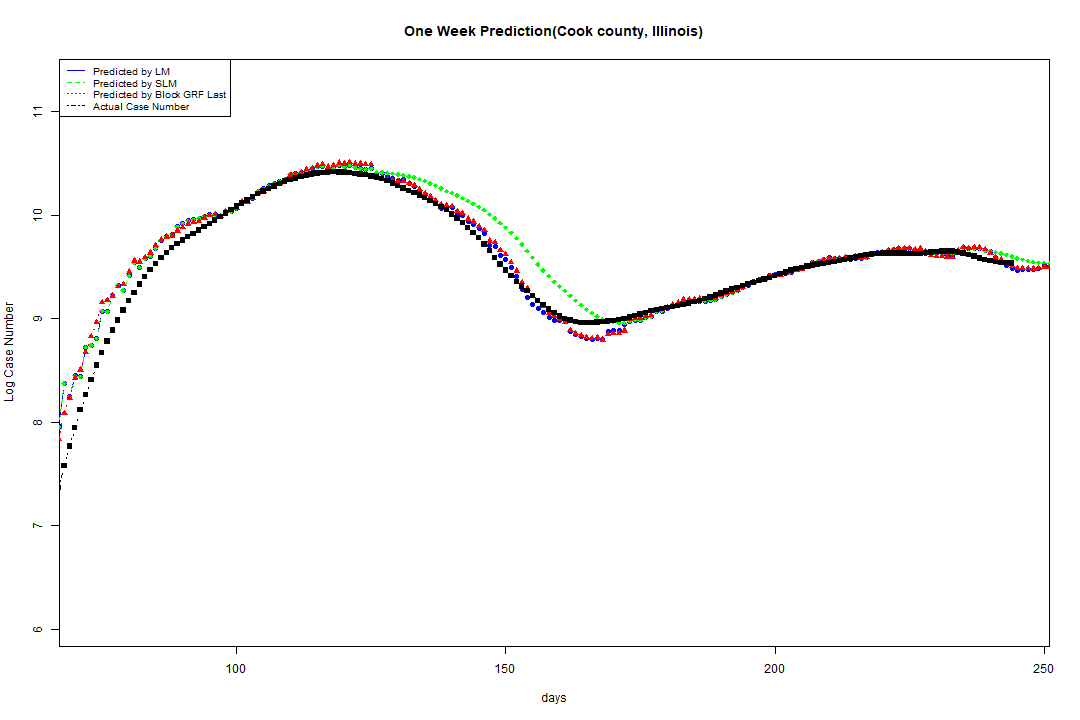 One Week Prediction(Cook county, Illinois)
Predicted by LM
Predicted by SLM
Predicted by Block GRF Last
Actual Case Number
11
10
9
8
7
6
Log Case Number
100 150 200 250
days